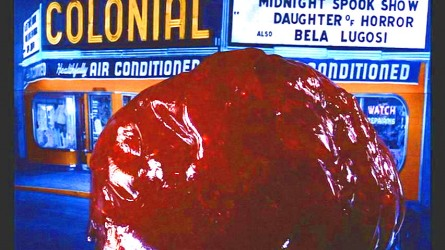 COLONIAL
MIDNIGHT SPOOK SHOW
DAUGHTER OF HORROR
ALSO BELA LUGOSI
Healthfully AIR CONDITIONED
CONDITIONED
WATCH